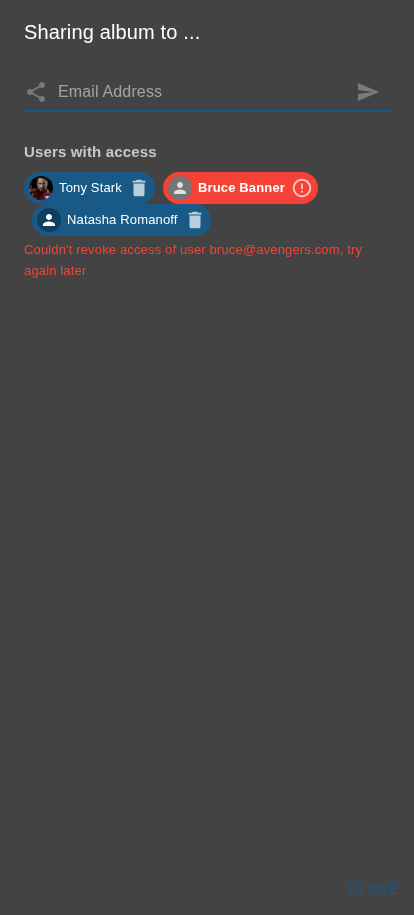 Sharing album to ...
Email Address
Users with access
Tony Stark
Bruce Banner
Natasha Romanoff
Couldn't revoke access of user bruce@avengers.com, try
again later
CLOSE